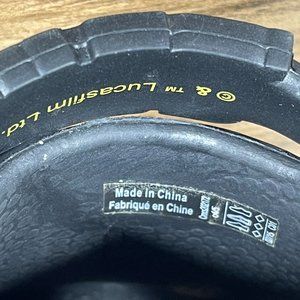 © & ™ Lucasfilm Ltd.
Made in China
Fabriqué en Chine